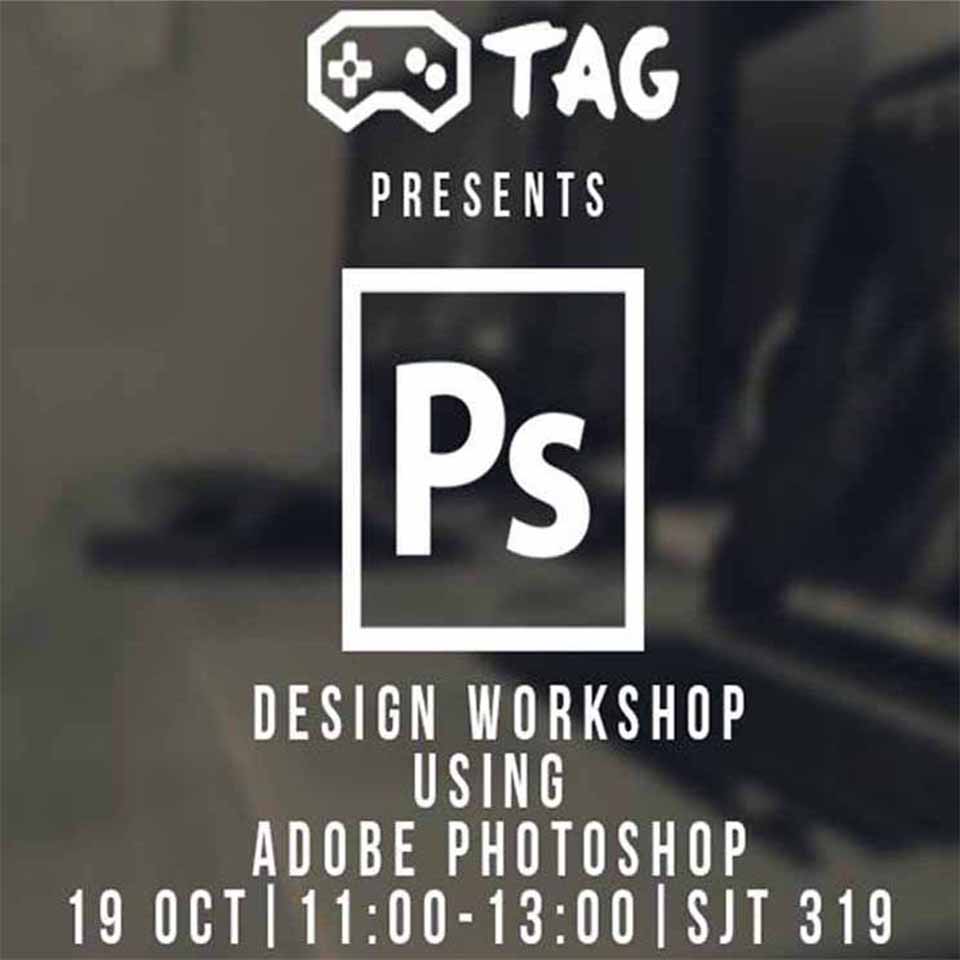 TAG
PRESENTS
Ps
DESIGN WORKSHOP
USING
ADOBE PHOTOSHOP
19 OCT|11:00-13:00|SJT 319